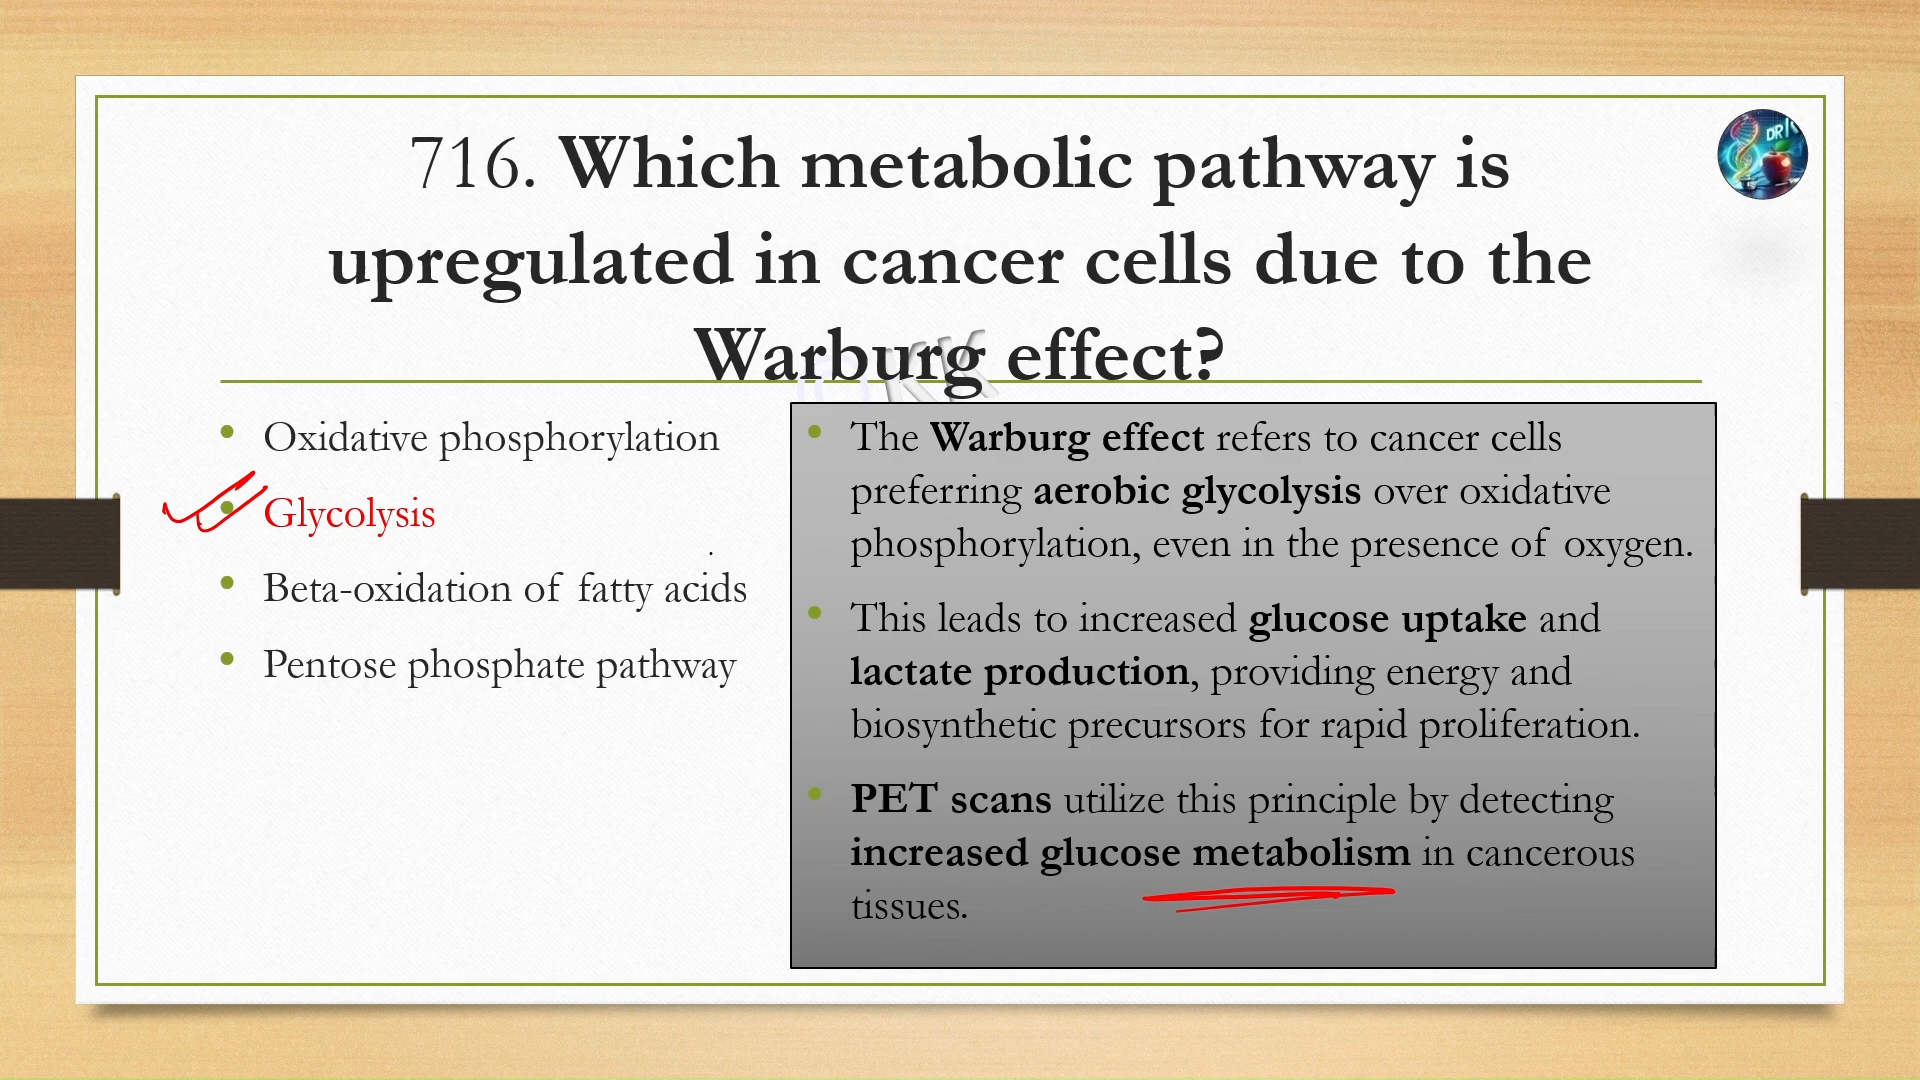 716. Which metabolic pathway is
upregulated in cancer cells due to the
Warburg effect?
• Oxidative phosphorylation
• Glycolysis
• Beta-oxidation of fatty acids
• Pentose phosphate pathway
• The Warburg effect refers to cancer cells
preferring aerobic glycolysis over oxidative
phosphorylation, even in the presence of oxygen.
• This leads to increased glucose uptake and
lactate production, providing energy and
biosynthetic precursors for rapid proliferation.
• PET scans utilize this principle by detecting
increased glucose metabolism in cancerous
tissues.